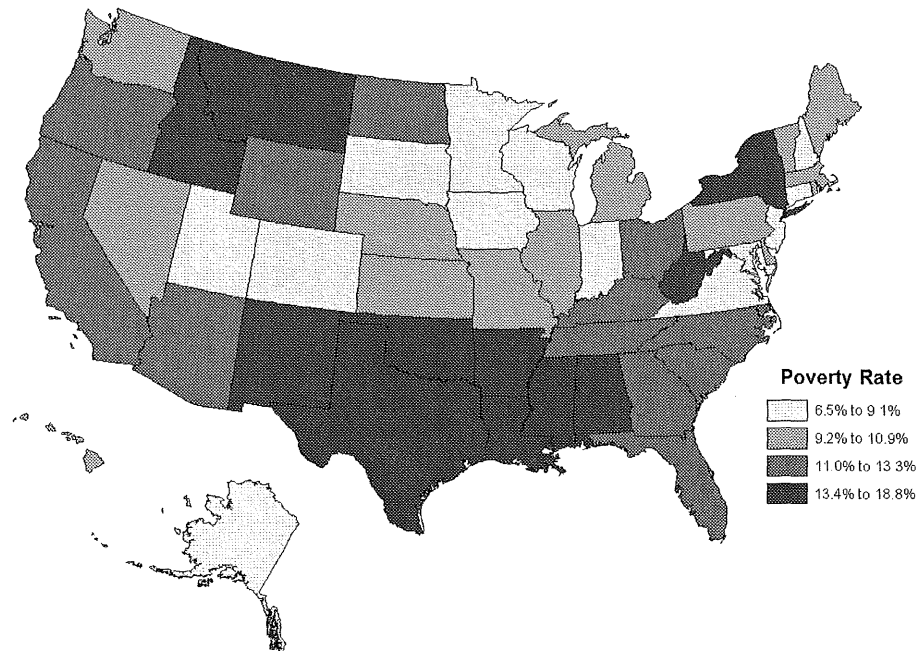 Poverty Rate
6.5% to 9.1%
9.2% to 10.9%
11.0% to 13.3%
13.4% to 18.8%